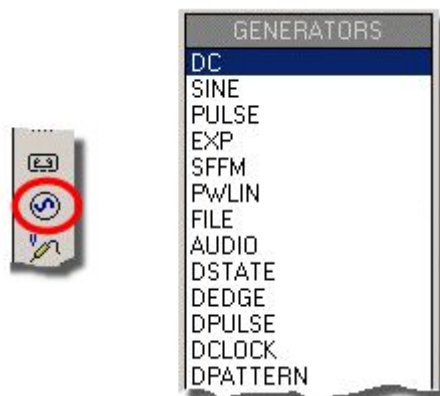 GENERATORS
DC
SINE
PULSE
EXP
SFFM
PWLIN
FILE
AUDIO
DSTATE
DEDGE
DPULSE
DCLOCK
DPATTERN